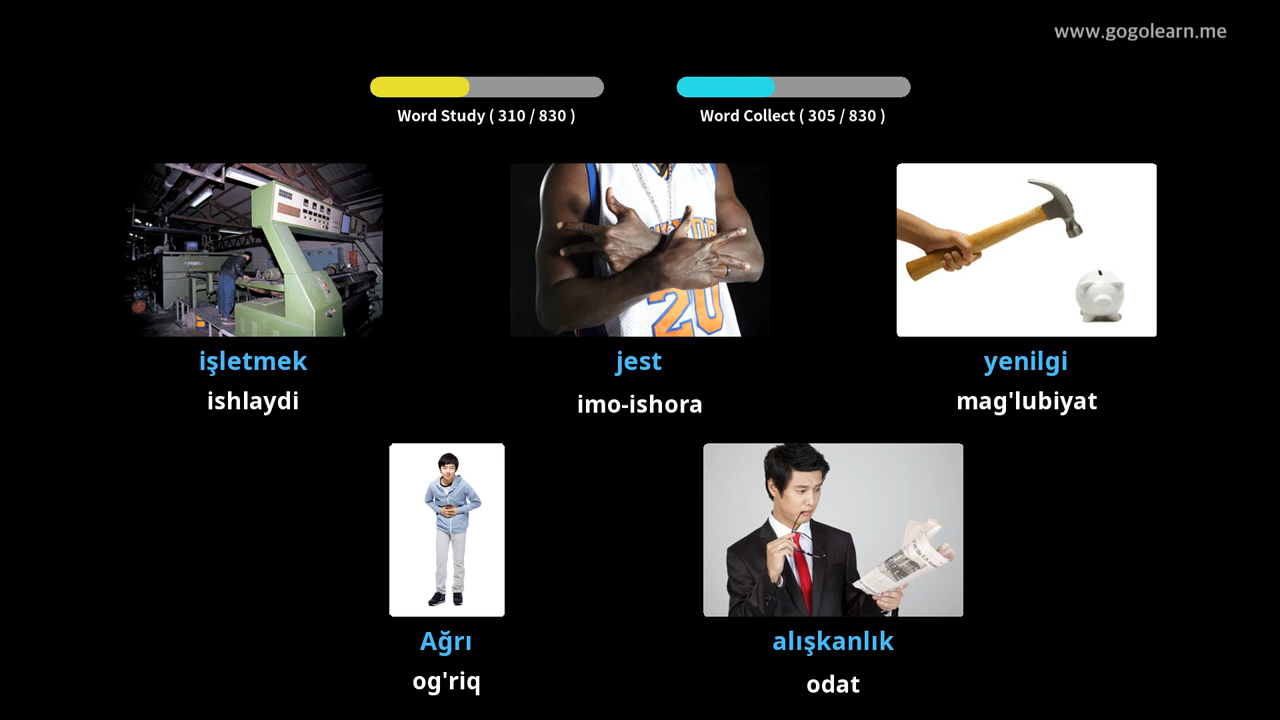 www.gogolearn.me
Word Study ( 310 / 830 )
Word Collect ( 305 / 830 )
20
işletmek
ishlaydi
jest
imo-ishora
yenilgi
mag'lubiyat
Ağrı
og'riq
alışkanlık
odat